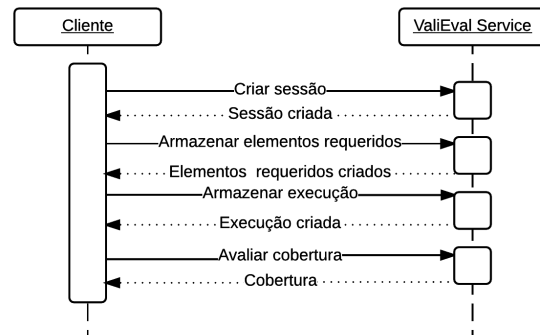 Cliente
ValiEval Service
Criar sessão
Sessão criada
Armazenar elementos requeridos
Elementos requeridos criados
Armazenar execução
Execução criada
Avaliar cobertura
Cobertura